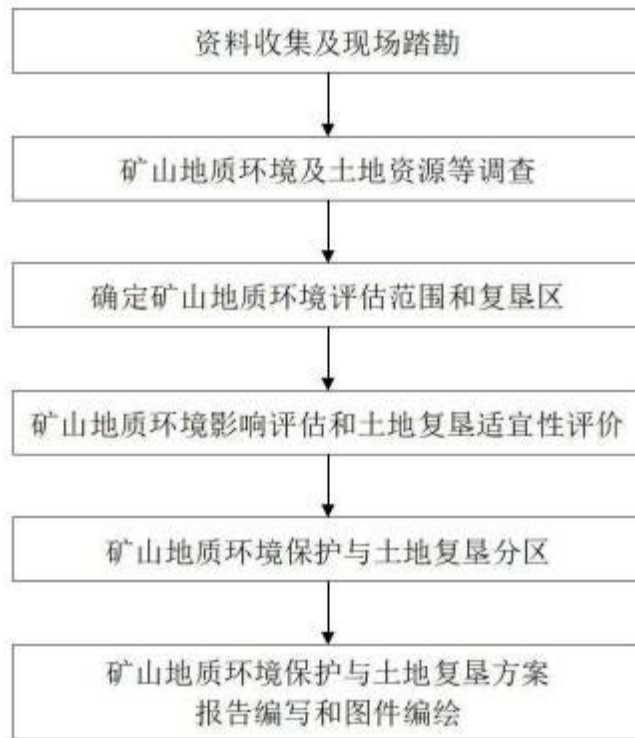 资料收集及现场踏勘
矿山地质环境及土地资源等调查
确定矿山地质环境评估范围和复垦区
矿山地质环境影响评估和土地复垦适宜性评价
矿山地质环境保护与土地复垦分区
矿山地质环境保护与土地复垦方案
报告编写和图件编绘